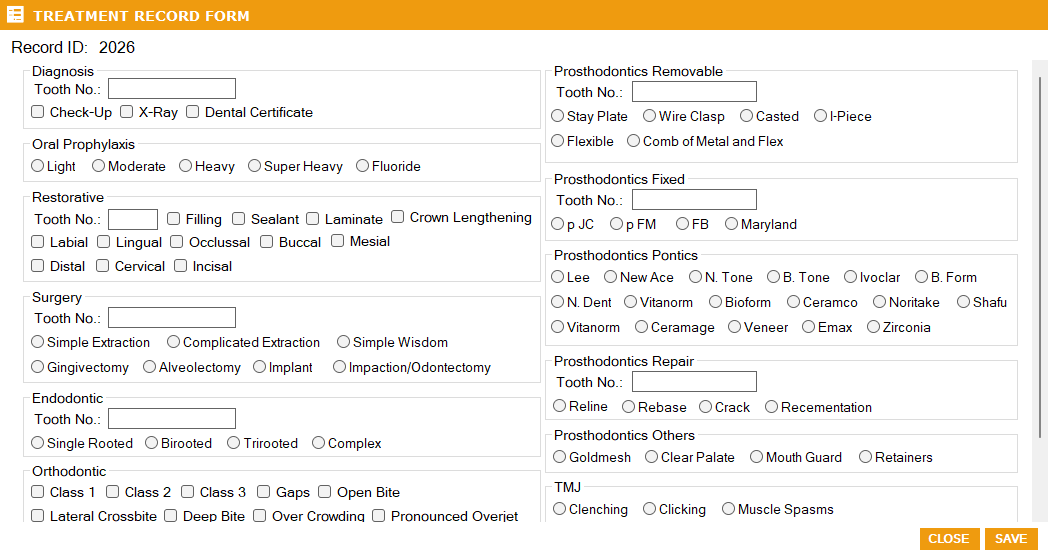 TREATMENT RECORD FORM
Record ID: 2026
Diagnosis
Tooth No.:
Check-Up X-Ray Dental Certificate
Oral Prophylaxis
Light Moderate Heavy Super Heavy Fluoride
Restorative
Tooth No.: Filling Sealant Laminate Crown Lengthening
Labial Lingual Occlussal Buccal Mesial
Distal Cervical Incisal
Surgery
Tooth No.:
Simple Extraction Complicated Extraction Simple Wisdom
Gingivectomy Alveolectomy Implant Impaction/Odontectomy
Endodontic
Tooth No.:
Single Rooted Birooted Trirooted Complex
Orthodontic
Class 1 Class 2 Class 3 Gaps Open Bite
Lateral Crossbite Deep Bite Over Crowding Pronounced Overjet
Prosthodontics Removable
Tooth No.:
Stay Plate Wire Clasp Casted I-Piece
Flexible Comb of Metal and Flex
Prosthodontics Fixed
Tooth No.:
p JC p FM FB Maryland
Prosthodontics Pontics
Lee New Ace N. Tone B. Tone Ivoclar B. Form
N. Dent Vitanorm Bioform Ceramco Noritake Shafu
Vitanorm Ceramage Veneer Emax Zirconia
Prosthodontics Repair
Tooth No.:
Reline Rebase Crack Recementation
Prosthodontics Others
Goldmesh Clear Palate Mouth Guard Retainers
TMJ
Clenching Clicking Muscle Spasms
CLOSE SAVE